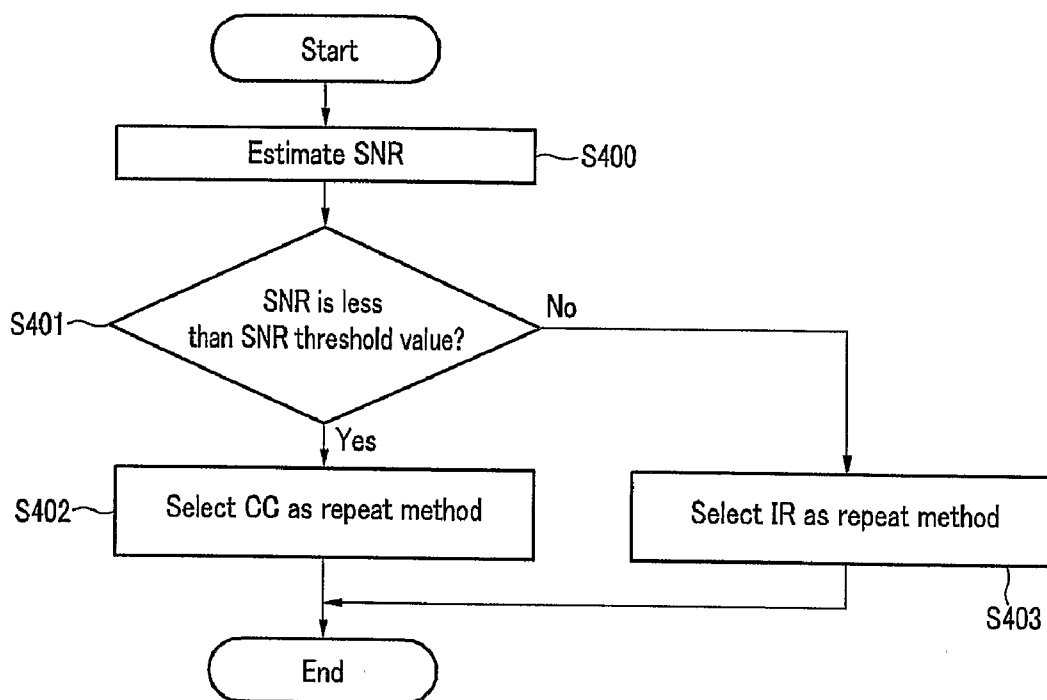 Start
Estimate SNR
S400
SNR is less
than SNR threshold value?
S401
No
Yes
Select CC as repeat method
S402
Select IR as repeat method
S403
End